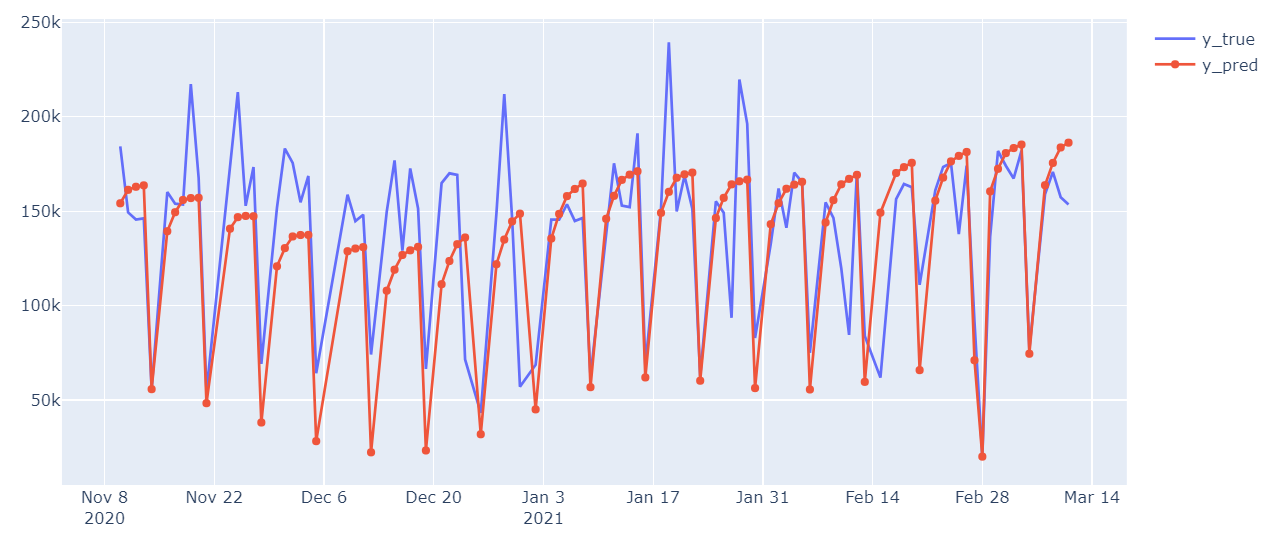 250k
200k
150k
100k
50k
Nov 8
2020
Nov 22
Dec 6
Dec 20
Jan 3
2021
Jan 17
Jan 31
Feb 14
Feb 28
Mar 14
y_true
y_pred